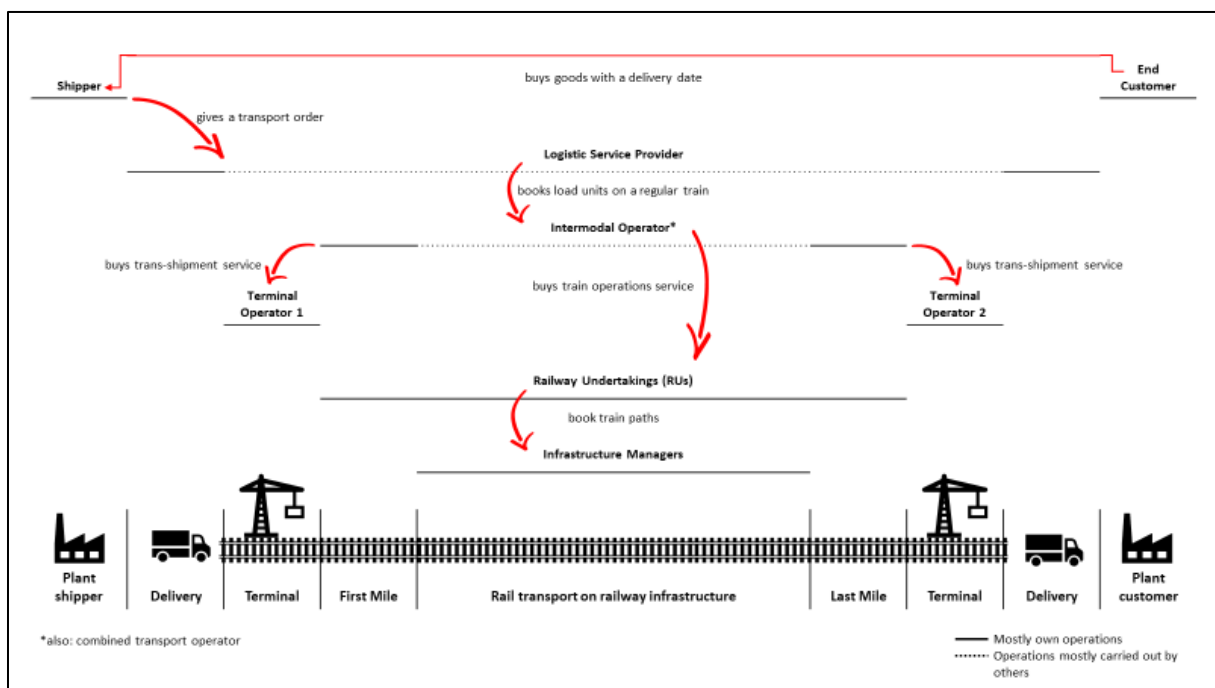 buys goods with a delivery date
Shipper
End
Customer
gives a transport order
Logistic Service Provider
books load units on a regular train
Intermodal Operator*
buys trans-shipment service
buys trans-shipment service
buys train operations service
Terminal
Operator 1
Terminal
Operator 2
Railway Undertakings (RUs)
book train paths
Infrastructure Managers
Plant
shipper
Delivery
Terminal
First Mile
Rail transport on railway infrastructure
Last Mile
Terminal
Delivery
Plant
customer
*also: combined transport operator
Mostly own operations
Operations mostly carried out by
others